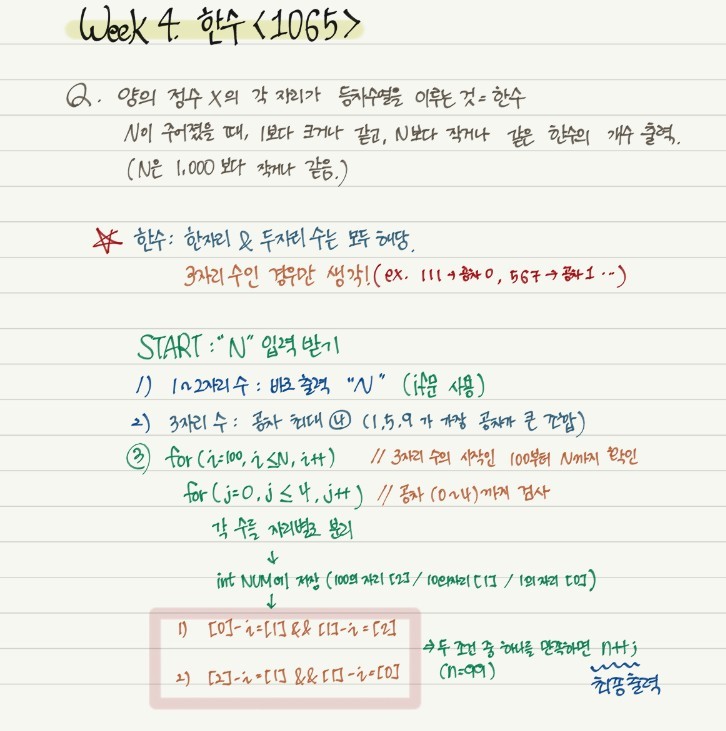 Week 4. 한수 <1065>
Q. 양의 정수 X의 각 자리가 등차수열을 이루는 것 = 한수
N이 주어졌을 때, 1보다 크거나 같고, N보다 작거나 같은 한수의 개수 출력.
(N은 1,000 보다 작거나 같음.)
☆ 한수: 한자리 & 두자리 수는 모두 해당.
3자리 수인 경우만 생각! (ex. 111→공차0, 567→공차1 ...)
START : "N" 입력 받기
1) 1~2자리 수 : 바로 출력 "N" (if문 사용)
2) 3자리 수 : 공차 최대 ④ (1,5,9 가 가장 공차가 큰 조합)
③ for (i=100, i≤N, i++) // 3자리 수의 시작인 100부터 N까지 확인
for (j=0, j≤4, j++) // 공차 (0~4)까지 검사
각 수를 자리별로 분리
↓
int NUM에 저장 (100의 자리 [2] / 10의자리 [1] / 1의 자리 [0])
↓
1) [0]-i=[1] && [1]-i=[2]
2) [2]-i=[1] && [1]-i=[0]
→ 두 조건 중 하나를 만족하면 n++;
(n=99)
최종출력